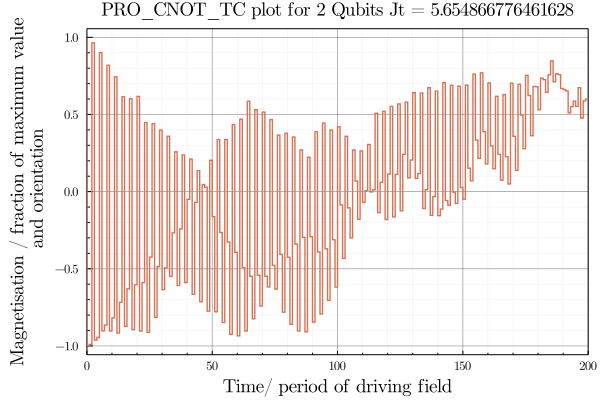 PRO_CNOT_TC plot for 2 Qubits Jt = 5.654866776461628
Magnetisation / fraction of maximum value
and orientation
1.0
0.5
0.0
−0.5
−1.0
0 50 100 150 200
Time/ period of driving field